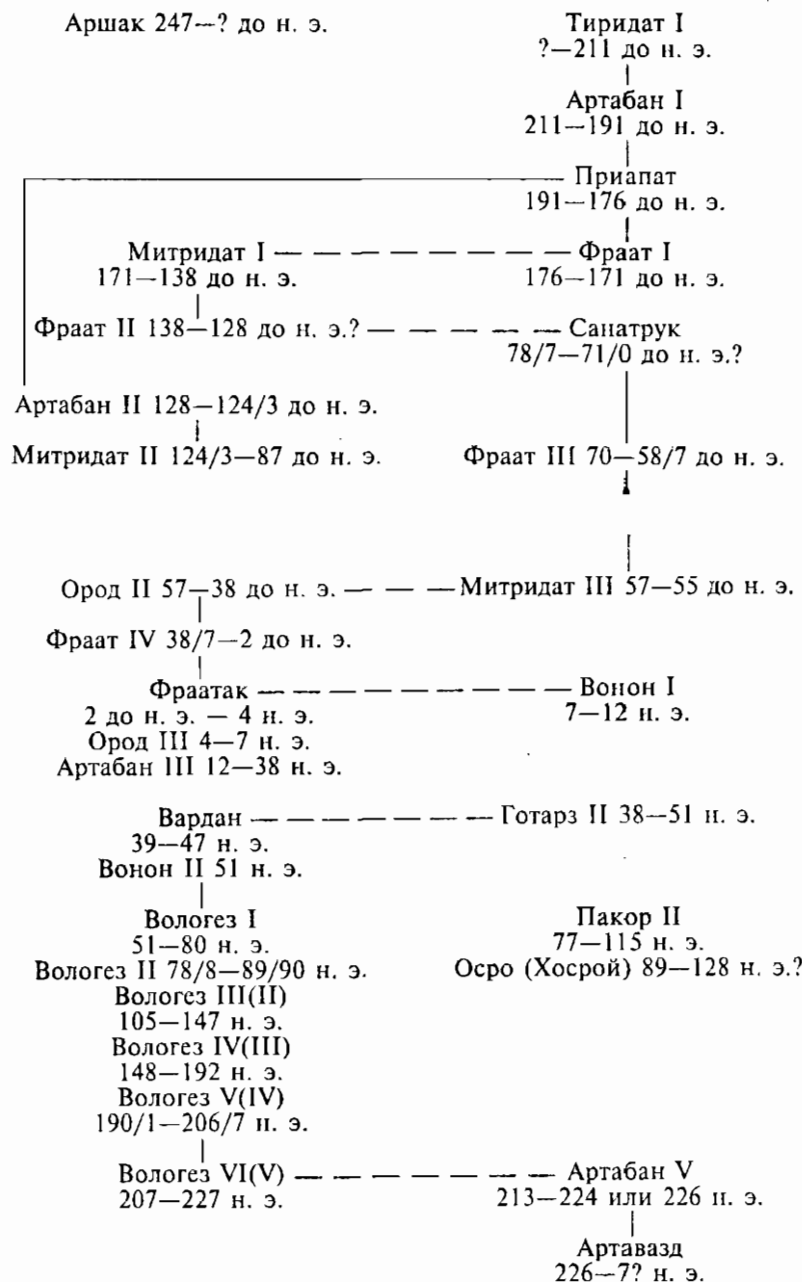 Аршак 247—? до н. э. Тиридат I
?—211 до н. э.
Артабан I
211—191 до н. э.
Приапат
191—176 до н. э.
Митридат I — — — — — — — — Фраат I
171—138 до н. э. 176—171 до н. э.
Фраат II 138—128 до н. э.? — — — — — Санатрук
78/7—71/0 до н. э.?
Артабан II 128—124/3 до н. э.
Митридат II 124/3—87 до н. э. Фраат III 70—58/7 до н. э.
Ород II 57—38 до н. э. — — — Митридат III 57—55 до н. э.
Фраат IV 38/7—2 до н. э.
Фраатак — — — — — — — — Вонон I
2 до н. э. — 4 н. э. 7—12 н. э.
Ород III 4—7 н. э.
Артабан III 12—38 н. э.
Вардан — — — — — — — Готарз II 38—51 н. э.
39—47 н. э.
Вонон II 51 н. э.
Вологез I Пакор II
51—80 н. э. 77—115 н. э.
Вологез II 78/8—89/90 н. э. Осро (Хосрой) 89—128 н. э.?
Вологез III(II)
105—147 н. э.
Вологез IV(III)
148—192 н. э.
Вологез V(IV)
190/1—206/7 н. э.
Вологез VI(V) — — — — — — — Артабан V
207—227 н. э. 213—224 или 226 н. э.
Артавазд
226—7? н. э.